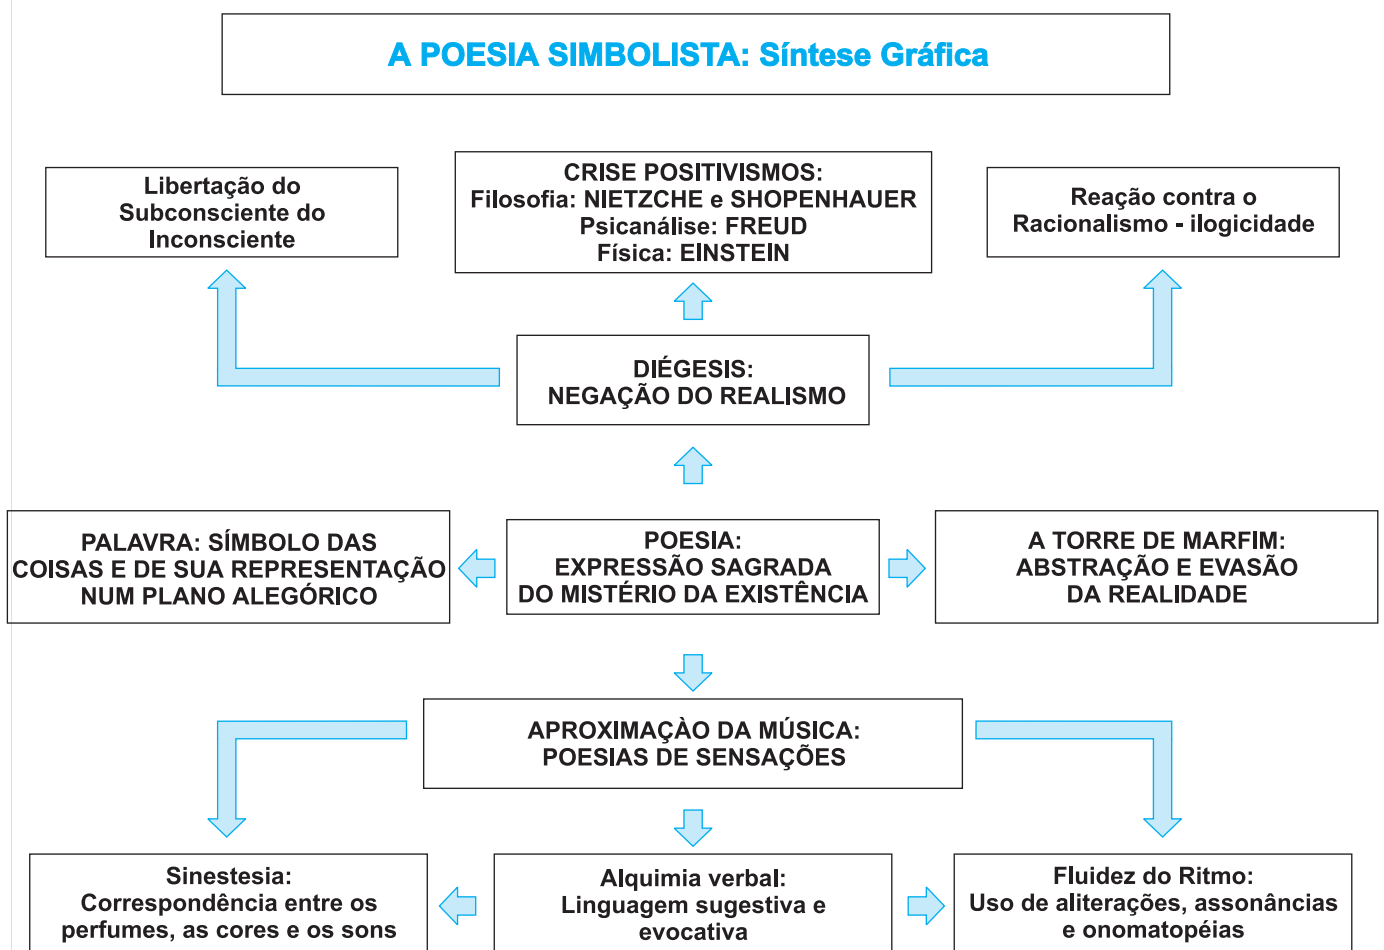 A POESIA SIMBOLISTA: Síntese Gráfica
Libertação do
Subconsciente do
Inconsciente
CRISE POSITIVISMOS:
Filosofia: NIETZCHE e SHOPENHAUER
Psicanálise: FREUD
Física: EINSTEIN
Reação contra o
Racionalismo - ilogicidade
DIÉGESIS:
NEGAÇÃO DO REALISMO
PALAVRA: SÍMBOLO DAS
COISAS E DE SUA REPRESENTAÇÃO
NUM PLANO ALEGÓRICO
POESIA:
EXPRESSÃO SAGRADA
DO MISTÉRIO DA EXISTÊNCIA
A TORRE DE MARFIM:
ABSTRAÇÃO E EVASÃO
DA REALIDADE
APROXIMAÇÀO DA MÚSICA:
POESIAS DE SENSAÇÕES
Sinestesia:
Correspondência entre os
perfumes, as cores e os sons
Alquimia verbal:
Linguagem sugestiva e
evocativa
Fluidez do Ritmo:
Uso de aliterações, assonâncias
e onomatopéias